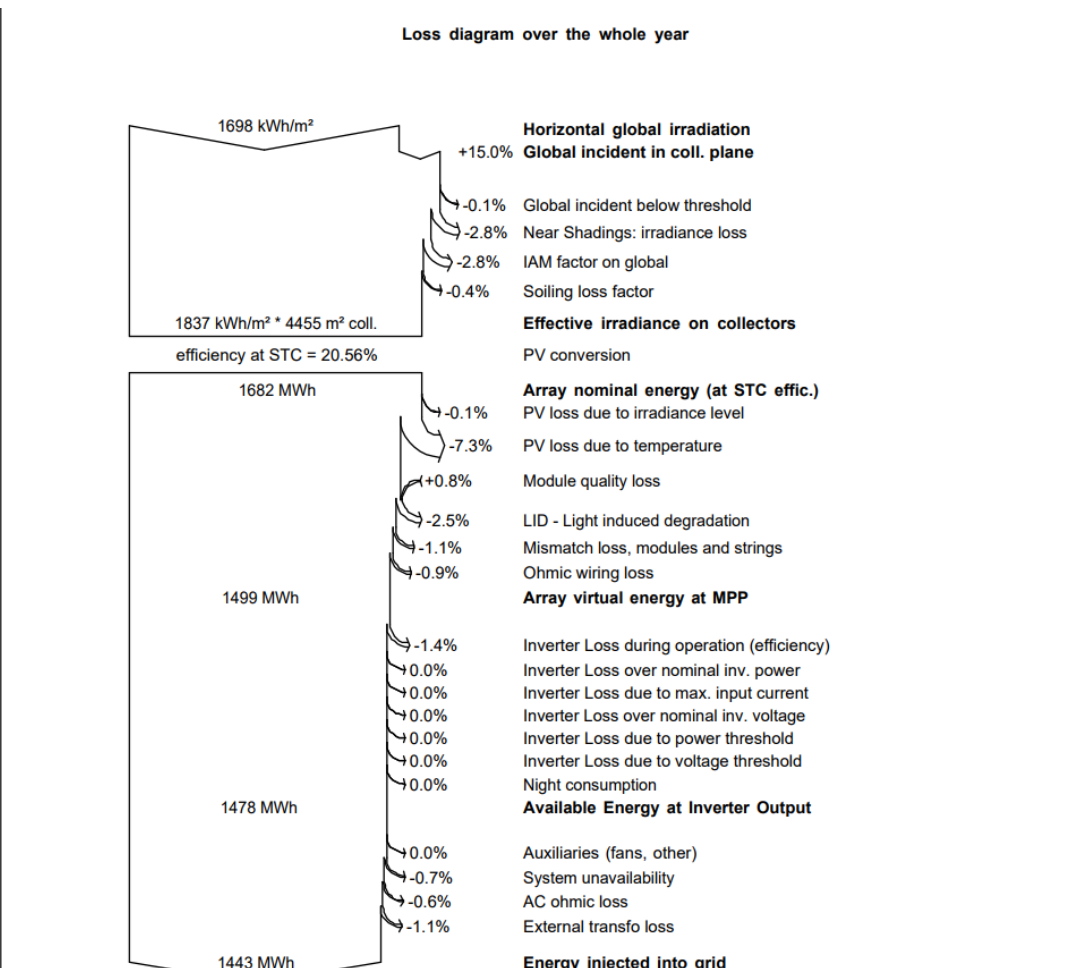 Loss diagram over the whole year
1698 kWh/m² Horizontal global irradiation
+15.0% Global incident in coll. plane
-0.1% Global incident below threshold
-2.8% Near Shadings: irradiance loss
-2.8% IAM factor on global
-0.4% Soiling loss factor
1837 kWh/m² * 4455 m² coll. Effective irradiance on collectors
efficiency at STC = 20.56% PV conversion
1682 MWh Array nominal energy (at STC effic.)
-0.1% PV loss due to irradiance level
-7.3% PV loss due to temperature
+0.8% Module quality loss
-2.5% LID - Light induced degradation
-1.1% Mismatch loss, modules and strings
-0.9% Ohmic wiring loss
1499 MWh Array virtual energy at MPP
-1.4% Inverter Loss during operation (efficiency)
0.0% Inverter Loss over nominal inv. power
0.0% Inverter Loss due to max. input current
0.0% Inverter Loss over nominal inv. voltage
0.0% Inverter Loss due to power threshold
0.0% Inverter Loss due to voltage threshold
0.0% Night consumption
1478 MWh Available Energy at Inverter Output
0.0% Auxiliaries (fans, other)
-0.7% System unavailability
-0.6% AC ohmic loss
-1.1% External transfo loss
1443 MWh Energy injected into grid